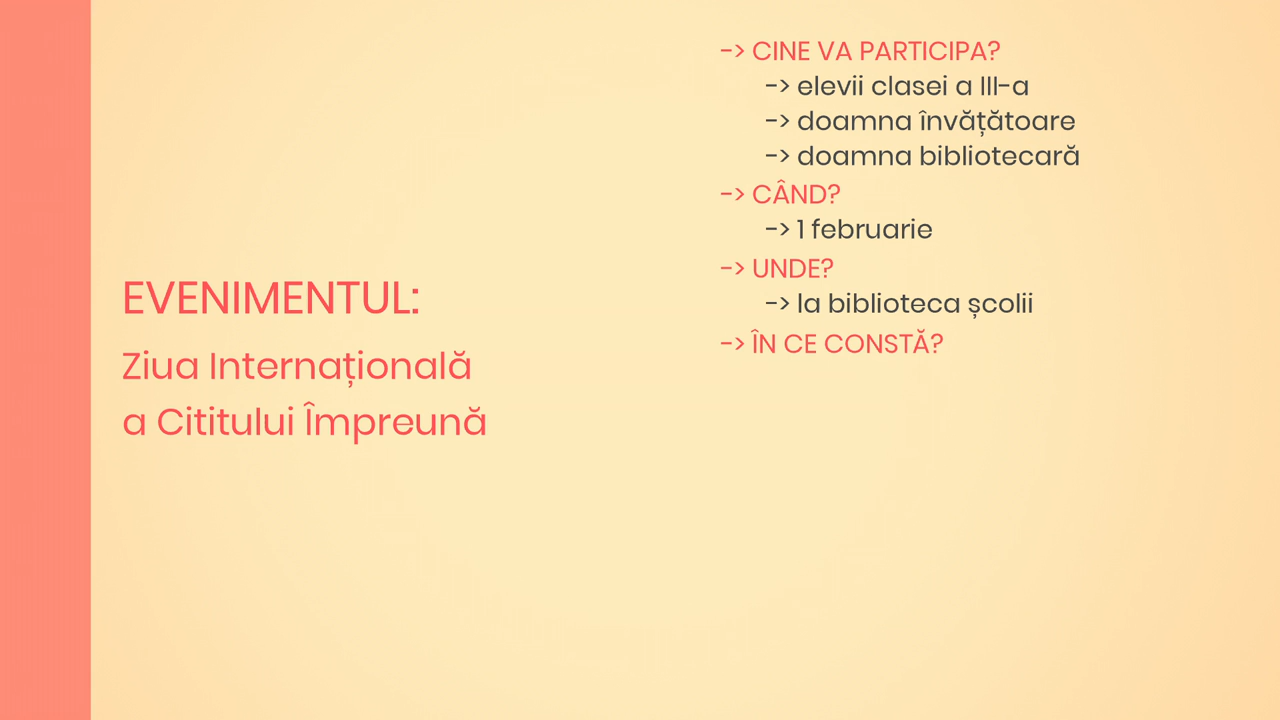 EVENIMENTUL:
Ziua Internațională
a Cititului Împreună
-> CINE VA PARTICIPA?
-> elevii clasei a III-a
-> doamna învățătoare
-> doamna bibliotecară
-> CÂND?
-> 1 februarie
-> UNDE?
-> la biblioteca școlii
-> ÎN CE CONSTĂ?